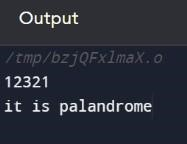 Output
/tmp/bzjQFxlmaX.o
12321
it is palandrome